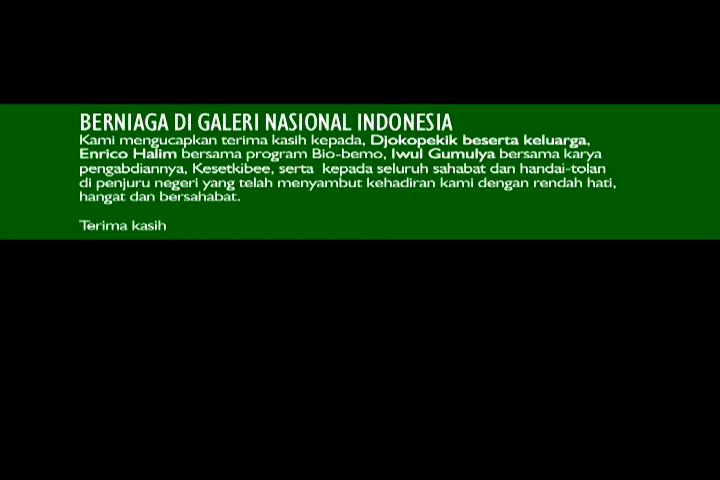 BERNIAGA DI GALERI NASIONAL INDONESIA
Kami mengucapkan terima kasih kepada, Djokopekik beserta keluarga,
Enrico Halim bersama program Bio-bemo, Iwul Gumulya bersama karya
pengabdiannya, Kesetkibee, serta kepada seluruh sahabat dan handai-tolan
di penjuru negeri yang telah menyambut kehadiran kami dengan rendah hati,
hangat dan bersahabat.
Terima kasih